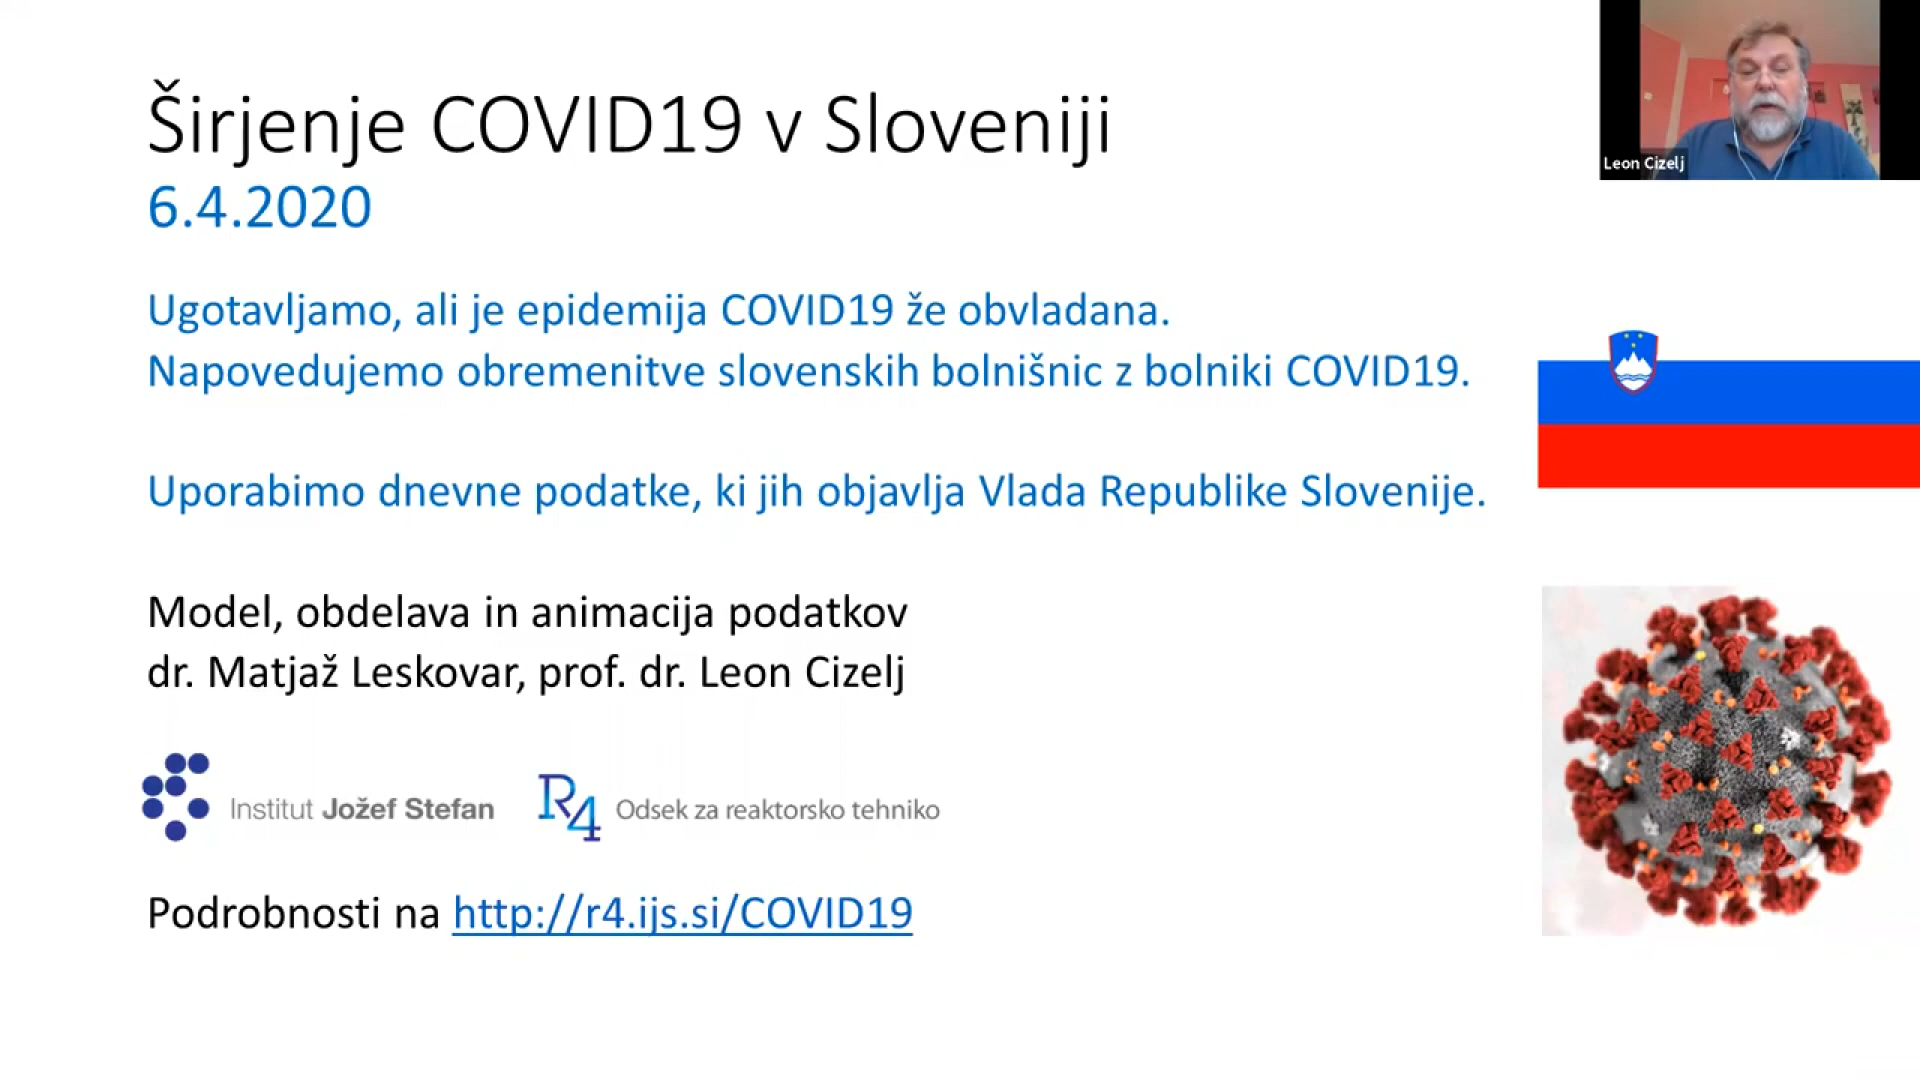 Širjenje COVID19 v Sloveniji
6.4.2020
Ugotavljamo, ali je epidemija COVID19 že obvladana.
Napovedujemo obremenitve slovenskih bolnišnic z bolniki COVID19.
Uporabimo dnevne podatke, ki jih objavlja Vlada Republike Slovenije.
Model, obdelava in animacija podatkov
dr. Matjaž Leskovar, prof. dr. Leon Cizelj
Institut Jožef Stefan
R4 Odsek za reaktorsko tehniko
Podrobnosti na http://r4.ijs.si/COVID19
Leon Cizelj